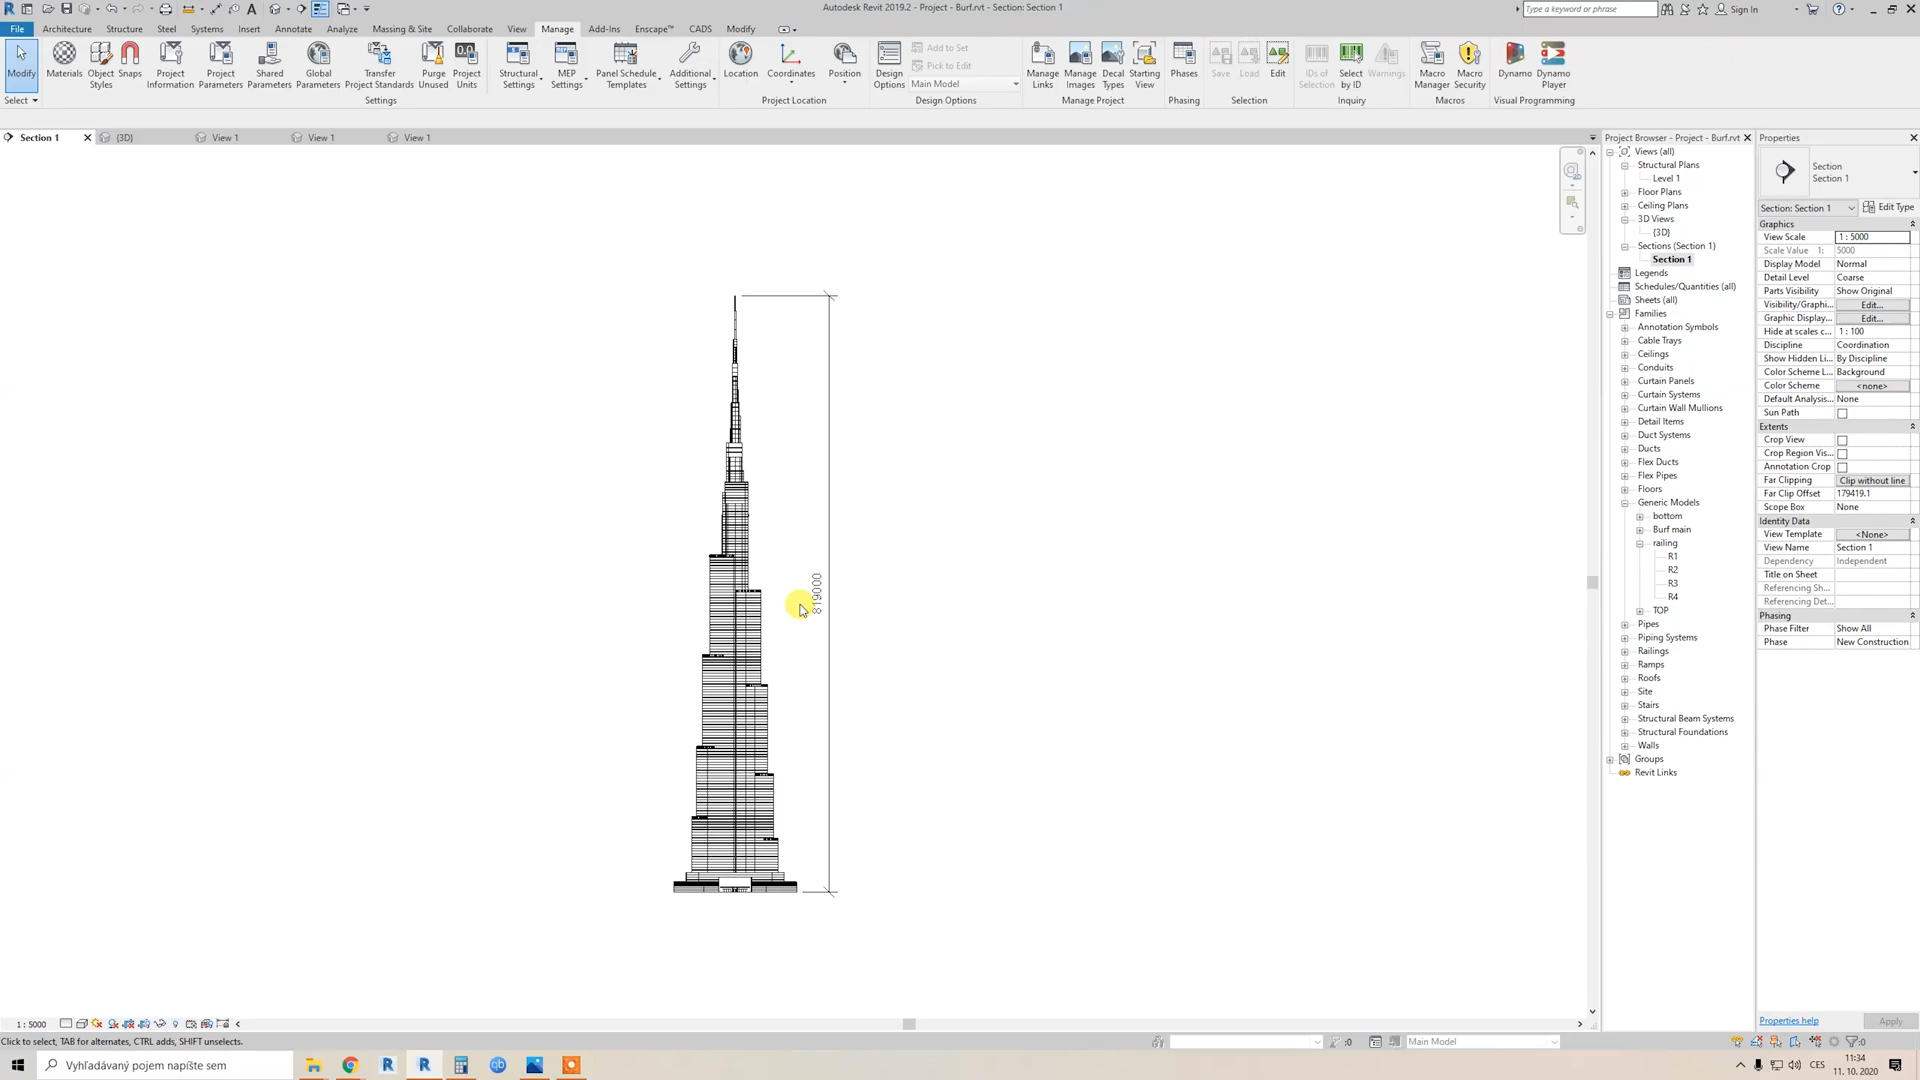 Autodesk Revit 2019.2 - Project - Burf.rvt - Section: Section 1
Type a keyword or phrase
Sign In
File Architecture Structure Steel Systems Insert Annotate Analyze Massing & Site Collaborate View Manage Add-Ins Enscape™ CADS Modify
Modify
Materials
Object Styles
Snaps
Project Information
Project Parameters
Shared Parameters
Global Parameters
Transfer Project Standards
Purge Unused
Project Units
Structural Settings
MEP Settings
Panel Schedule Templates
Additional Settings
Location
Coordinates
Position
Design Options
Add to Set
Pick to Edit
Main Model
Manage Links
Manage Images
Decal Types
Starting View
Phases
Save
Load
Edit
IDs of Selection
Select by ID
Warnings
Macro Manager
Macro Security
Dynamo
Dynamo Player
Select
Settings
Project Location
Design Options
Manage Project
Phasing
Selection
Inquiry
Macros
Visual Programming
Section 1
{3D}
View 1
View 1
View 1
819000
Project Browser - Project - Burf.rvt
Views (all)
Structural Plans
Level 1
Floor Plans
Ceiling Plans
3D Views
{3D}
Sections (Section 1)
Section 1
Legends
Schedules/Quantities (all)
Sheets (all)
Families
Annotation Symbols
Cable Trays
Ceilings
Conduits
Curtain Panels
Curtain Systems
Curtain Wall Mullions
Detail Items
Duct Systems
Ducts
Flex Ducts
Flex Pipes
Floors
Generic Models
bottom
Burf main
railing
R1
R2
R3
R4
TOP
Pipes
Piping Systems
Railings
Ramps
Roofs
Site
Stairs
Structural Beam Systems
Structural Foundations
Walls
Groups
Revit Links
Properties
Section
Section 1
Section: Section 1 Edit Type
Graphics
View Scale 1 : 5000
Scale Value 1: 5000
Display Model Normal
Detail Level Coarse
Parts Visibility Show Original
Visibility/Graphi... Edit...
Graphic Display... Edit...
Hide at scales c... 1 : 100
Discipline Coordination
Show Hidden Li... By Discipline
Color Scheme L... Background
Color Scheme <none>
Default Analysis... None
Sun Path
Extents
Crop View
Crop Region Vis...
Annotation Crop
Far Clipping Clip without line
Far Clip Offset 179419.1
Scope Box None
Identity Data
View Template <None>
View Name Section 1
Dependency Independent
Title on Sheet
Referencing Sh...
Referencing Det...
Phasing
Phase Filter Show All
Phase New Construction
Properties help
Apply
1 : 5000
Click to select, TAB for alternates, CTRL adds, SHIFT unselects.
:0
Main Model
:0
Vyhľadávaný pojem napíšte sem
CES
11:34
11. 10. 2020